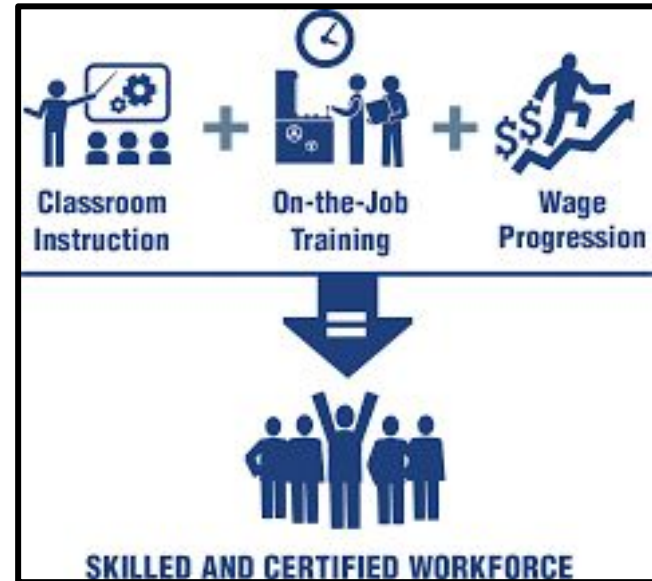 Classroom
Instruction
+
On-the-Job
Training
+
$$
Wage
Progression
=
SKILLED AND CERTIFIED WORKFORCE